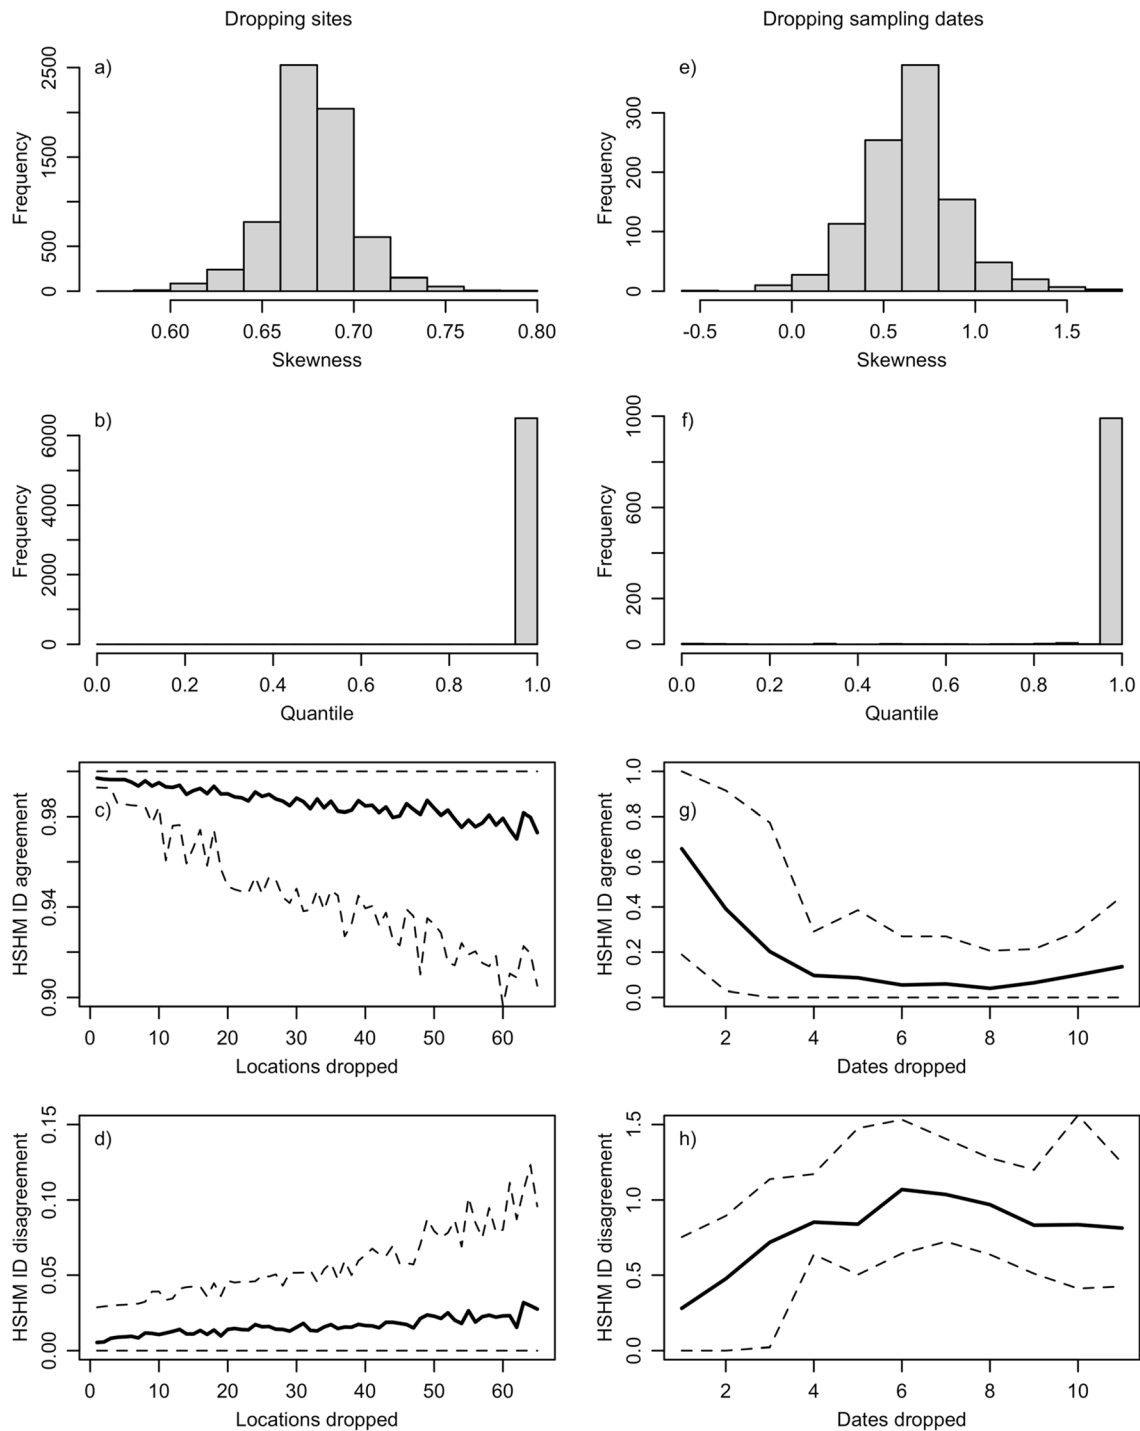 Dropping sites
Dropping sampling dates
a)
Frequency
0 500 1500 2500
0.60 0.65 0.70 0.75 0.80
Skewness
e)
Frequency
0 100 200 300
-0.5 0.0 0.5 1.0 1.5
Skewness
b)
Frequency
0 2000 4000 6000
0.0 0.2 0.4 0.6 0.8 1.0
Quantile
f)
Frequency
0 200 600 1000
0.0 0.2 0.4 0.6 0.8 1.0
Quantile
c)
HSHM ID agreement
0.90 0.94 0.98
0 10 20 30 40 50 60
Locations dropped
g)
HSHM ID agreement
0.0 0.2 0.4 0.6 0.8 1.0
2 4 6 8 10
Dates dropped
d)
HSHM ID disagreement
0.00 0.05 0.10 0.15
0 10 20 30 40 50 60
Locations dropped
h)
HSHM ID disagreement
0.0 0.5 1.0 1.5
2 4 6 8 10
Dates dropped